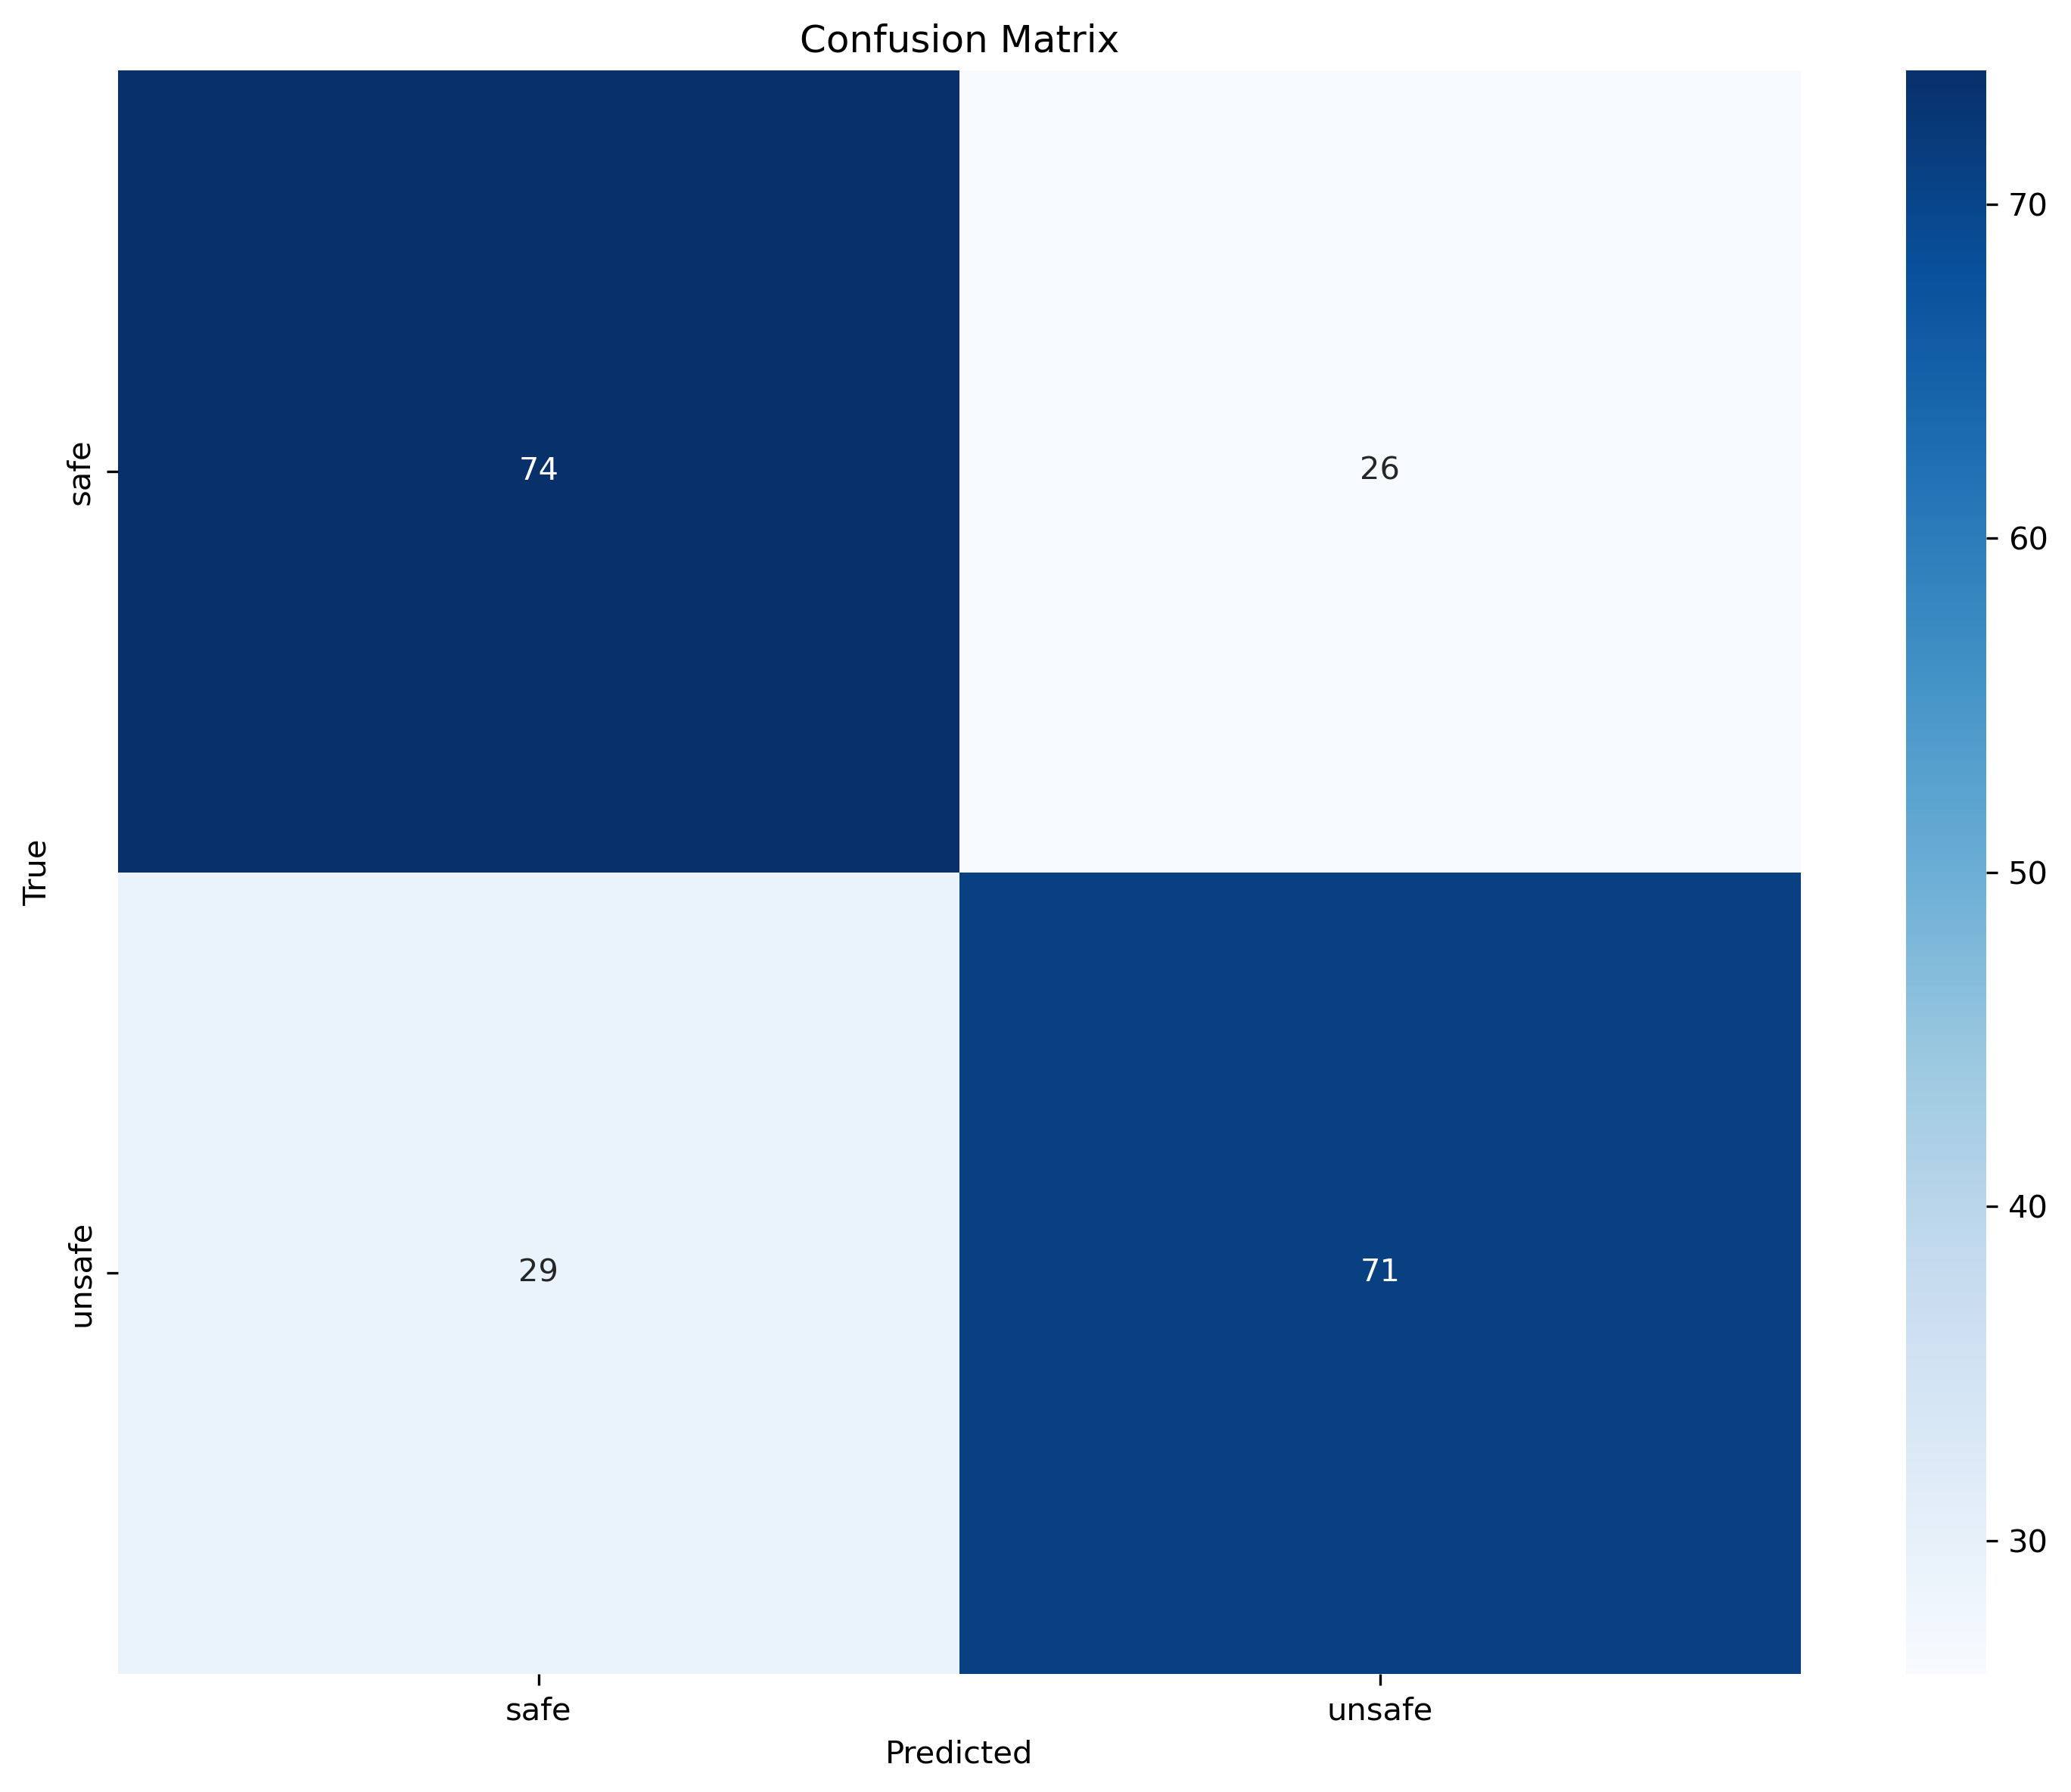 Confusion Matrix
70
safe
74
26
60
50
True
40
unsafe
29
71
30
safe
unsafe
Predicted